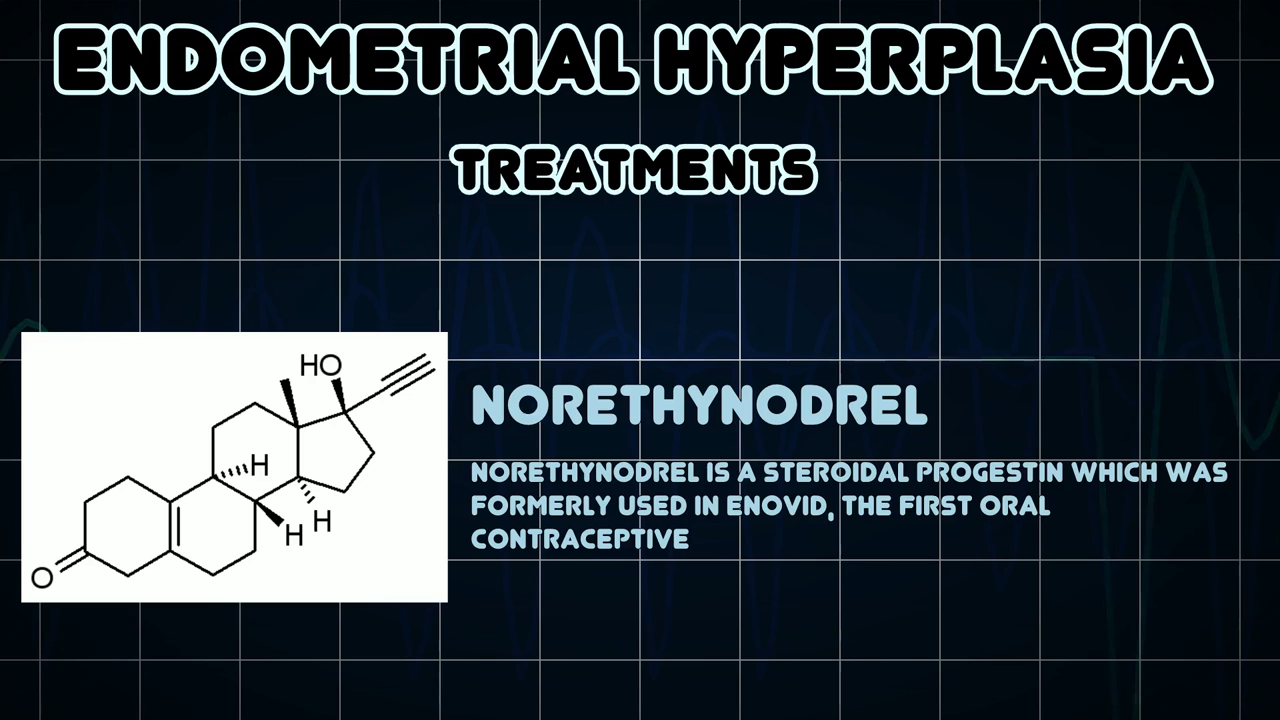 ENDOMETRIAL HYPERPLASIA
TREATMENTS
HO
H
H
H
O
NORETHYNODREL
NORETHYNODREL IS A STEROIDAL PROGESTIN WHICH WAS
FORMERLY USED IN ENOVID, THE FIRST ORAL
CONTRACEPTIVE